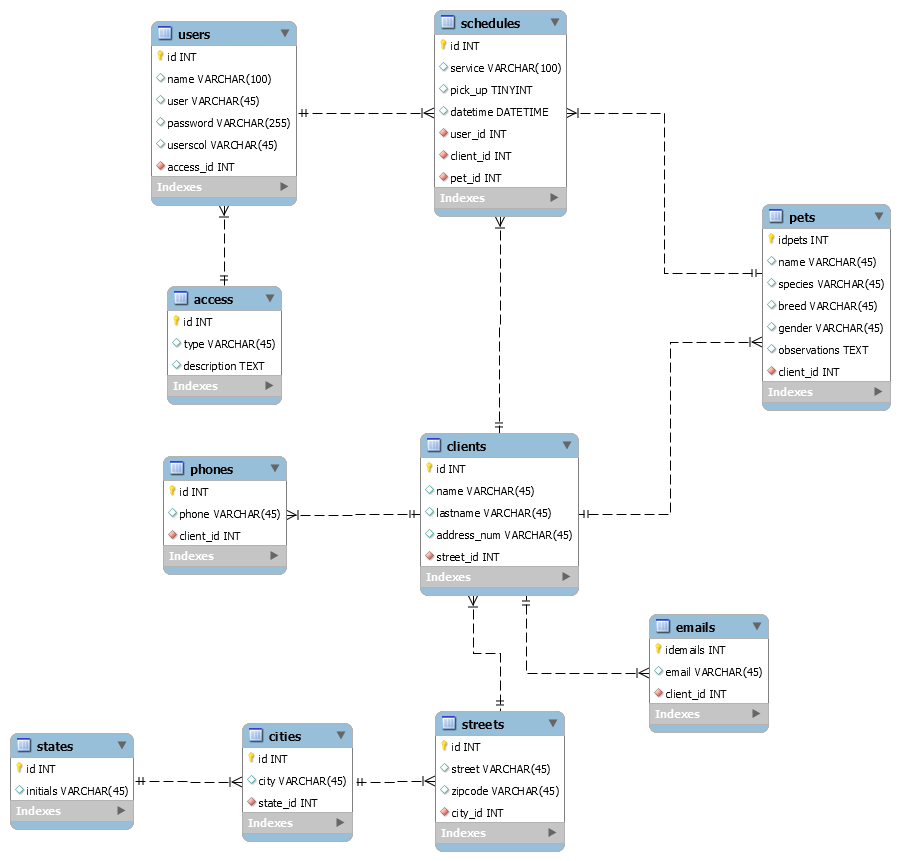 users
id INT
name VARCHAR(100)
user VARCHAR(45)
password VARCHAR(255)
userscol VARCHAR(45)
access_id INT
Indexes
schedules
id INT
service VARCHAR(100)
pick_up TINYINT
datetime DATETIME
user_id INT
client_id INT
pet_id INT
Indexes
pets
idpets INT
name VARCHAR(45)
species VARCHAR(45)
breed VARCHAR(45)
gender VARCHAR(45)
observations TEXT
client_id INT
Indexes
access
id INT
type VARCHAR(45)
description TEXT
Indexes
phones
id INT
phone VARCHAR(45)
client_id INT
Indexes
clients
id INT
name VARCHAR(45)
lastname VARCHAR(45)
address_num VARCHAR(45)
street_id INT
Indexes
emails
idemails INT
email VARCHAR(45)
client_id INT
Indexes
states
id INT
initials VARCHAR(45)
Indexes
cities
id INT
city VARCHAR(45)
state_id INT
Indexes
streets
id INT
street VARCHAR(45)
zipcode VARCHAR(45)
city_id INT
Indexes